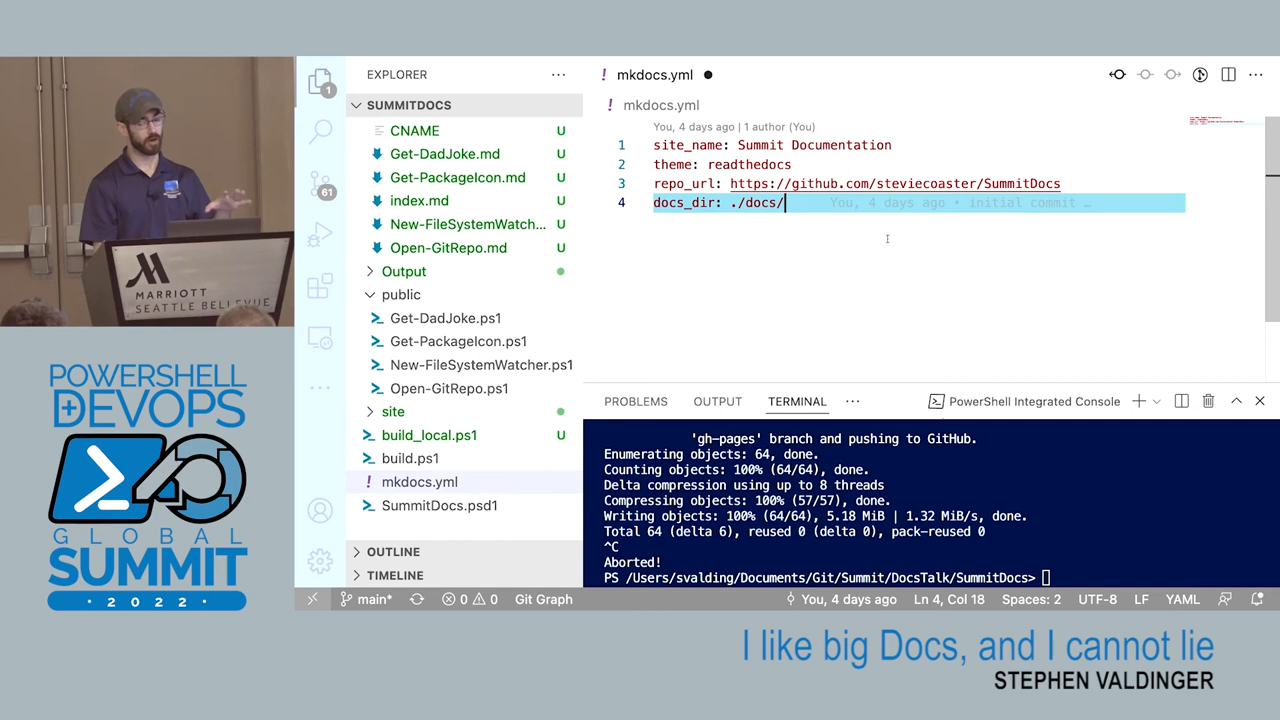 MARRIOTT
SEATTLE BELLEVUE
POWERSHELL
DEVOPS
GLOBAL
SUMMIT
· 2022 ·
EXPLORER
SUMMITDOCS
CNAME U
Get-DadJoke.md U
Get-PackageIcon.md U
index.md U
New-FileSystemWatch... U
Open-GitRepo.md U
Output
public
Get-DadJoke.ps1
Get-PackageIcon.ps1
New-FileSystemWatcher.ps1
Open-GitRepo.ps1
site
build_local.ps1 U
build.ps1
mkdocs.yml
SummitDocs.psd1
OUTLINE
TIMELINE
1
61
mkdocs.yml
mkdocs.yml
You, 4 days ago | 1 author (You)
1 site_name: Summit Documentation
2 theme: readthedocs
3 repo_url: https://github.com/steviecoaster/SummitDocs
4 docs_dir: ./docs/ You, 4 days ago • initial commit …
PROBLEMS OUTPUT TERMINAL PowerShell Integrated Console
'gh-pages' branch and pushing to GitHub.
Enumerating objects: 64, done.
Counting objects: 100% (64/64), done.
Delta compression using up to 8 threads
Compressing objects: 100% (57/57), done.
Writing objects: 100% (64/64), 5.18 MiB | 1.32 MiB/s, done.
Total 64 (delta 6), reused 0 (delta 0), pack-reused 0
^C
Aborted!
PS /Users/svalding/Documents/Git/Summit/DocsTalk/SummitDocs>
main* 0 0 Git Graph You, 4 days ago Ln 4, Col 18 Spaces: 2 UTF-8 LF YAML
I like big Docs, and I cannot lie
STEPHEN VALDINGER